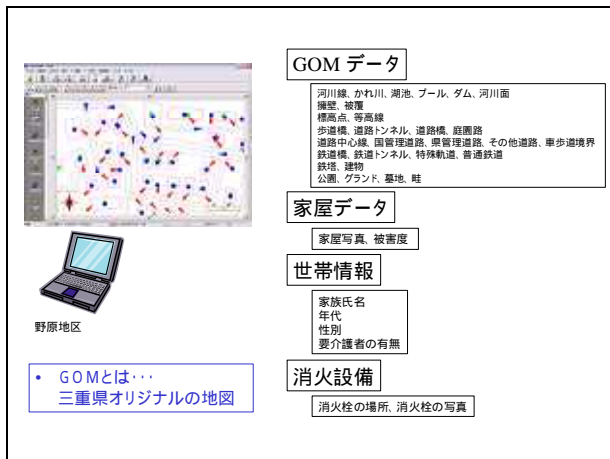 GOM データ
河川線、かれ川、湖池、プール、ダム、河川面
擁壁、被覆
標高点、等高線
歩道橋、道路トンネル、道路橋、庭園路
道路中心線、国管理道路、県管理道路、その他道路、車歩道境界
鉄道橋、鉄道トンネル、特殊軌道、普通鉄道
鉄塔、建物
公園、グランド、墓地、畦
家屋データ
家屋写真、被害度
世帯情報
家族氏名
年代
性別
要介護者の有無
消火設備
消火栓の場所、消火栓の写真
野原地区
• GOMとは・・・
三重県オリジナルの地図